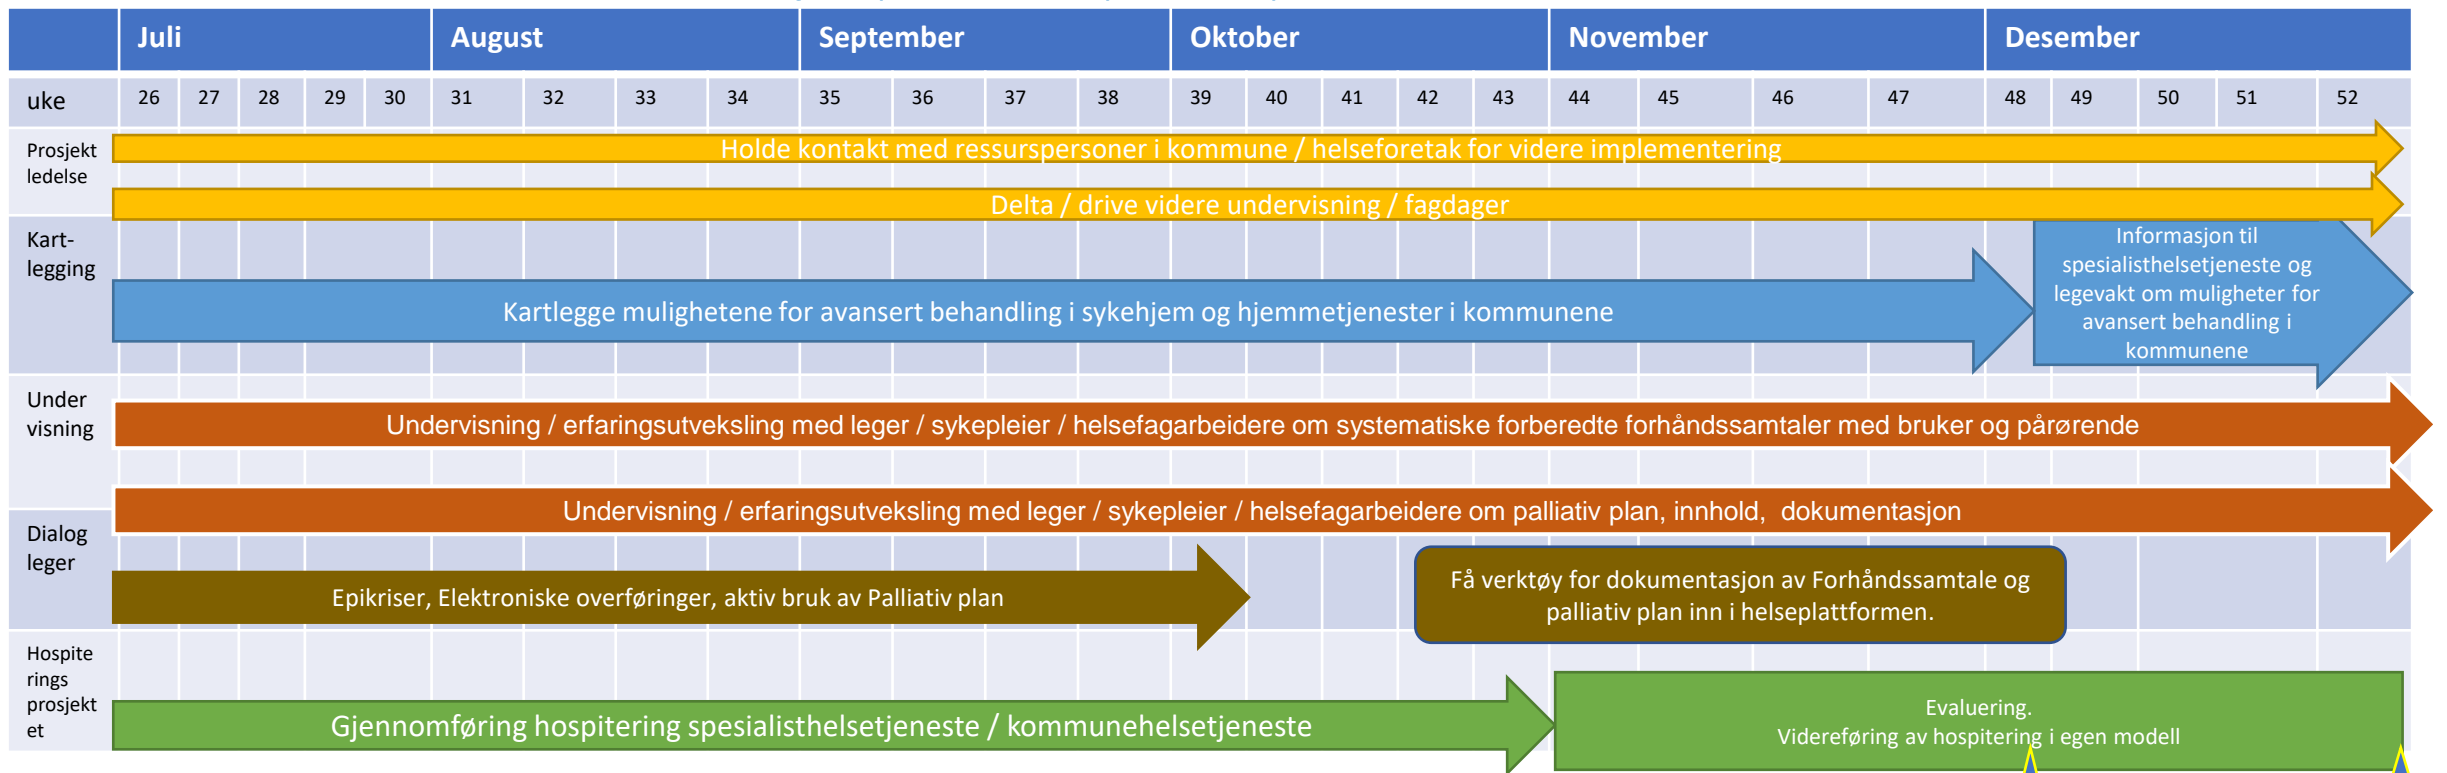 Juli August September Oktober November Desember
uke 26 27 28 29 30 31 32 33 34 35 36 37 38 39 40 41 42 43 44 45 46 47 48 49 50 51 52
Prosjekt
ledelse
Holde kontakt med ressurspersoner i kommune / helseforetak for videre implementering
Delta / drive videre undervisning / fagdager
Kart-
legging
Kartlegge mulighetene for avansert behandling i sykehjem og hjemmetjenester i kommunene
Informasjon til
spesialisthelsetjeneste og
legevakt om muligheter for
avansert behandling i
kommunene
Under
visning
Undervisning / erfaringsutveksling med leger / sykepleier / helsefagarbeidere om systematiske forberedte forhåndssamtaler med bruker og pårørende
Undervisning / erfaringsutveksling med leger / sykepleier / helsefagarbeidere om palliativ plan, innhold, dokumentasjon
Dialog
leger
Epikriser, Elektroniske overføringer, aktiv bruk av Palliativ plan
Få verktøy for dokumentasjon av Forhåndssamtale og
palliativ plan inn i helseplattformen.
Hospite
rings
prosjekt
et
Gjennomføring hospitering spesialisthelsetjeneste / kommunehelsetjeneste
Evaluering.
Videreføring av hospitering i egen modell